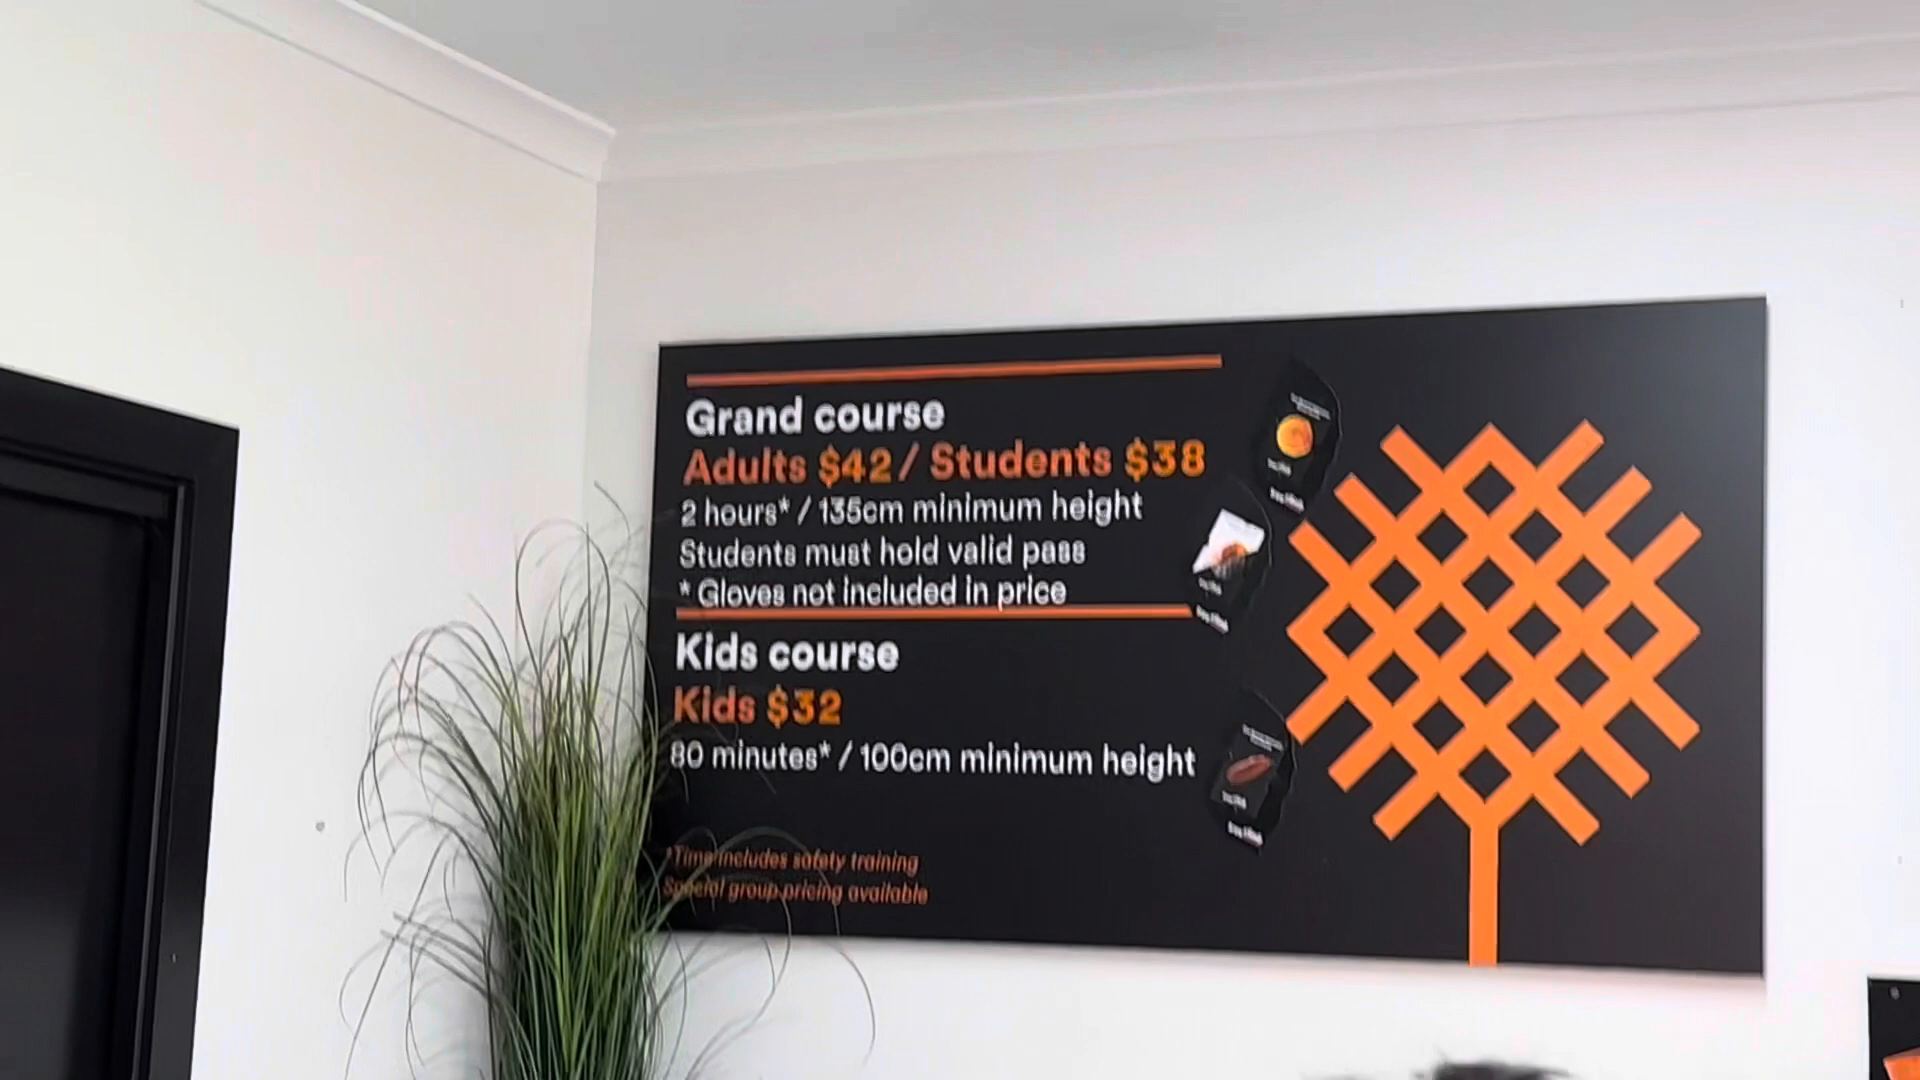 Grand course
Adults $42 / Students $38
2 hours* / 135cm minimum height
Students must hold valid pass
* Gloves not included in price
Kids course
Kids $32
80 minutes* / 100cm minimum height
*Time includes safety training
Special group pricing available